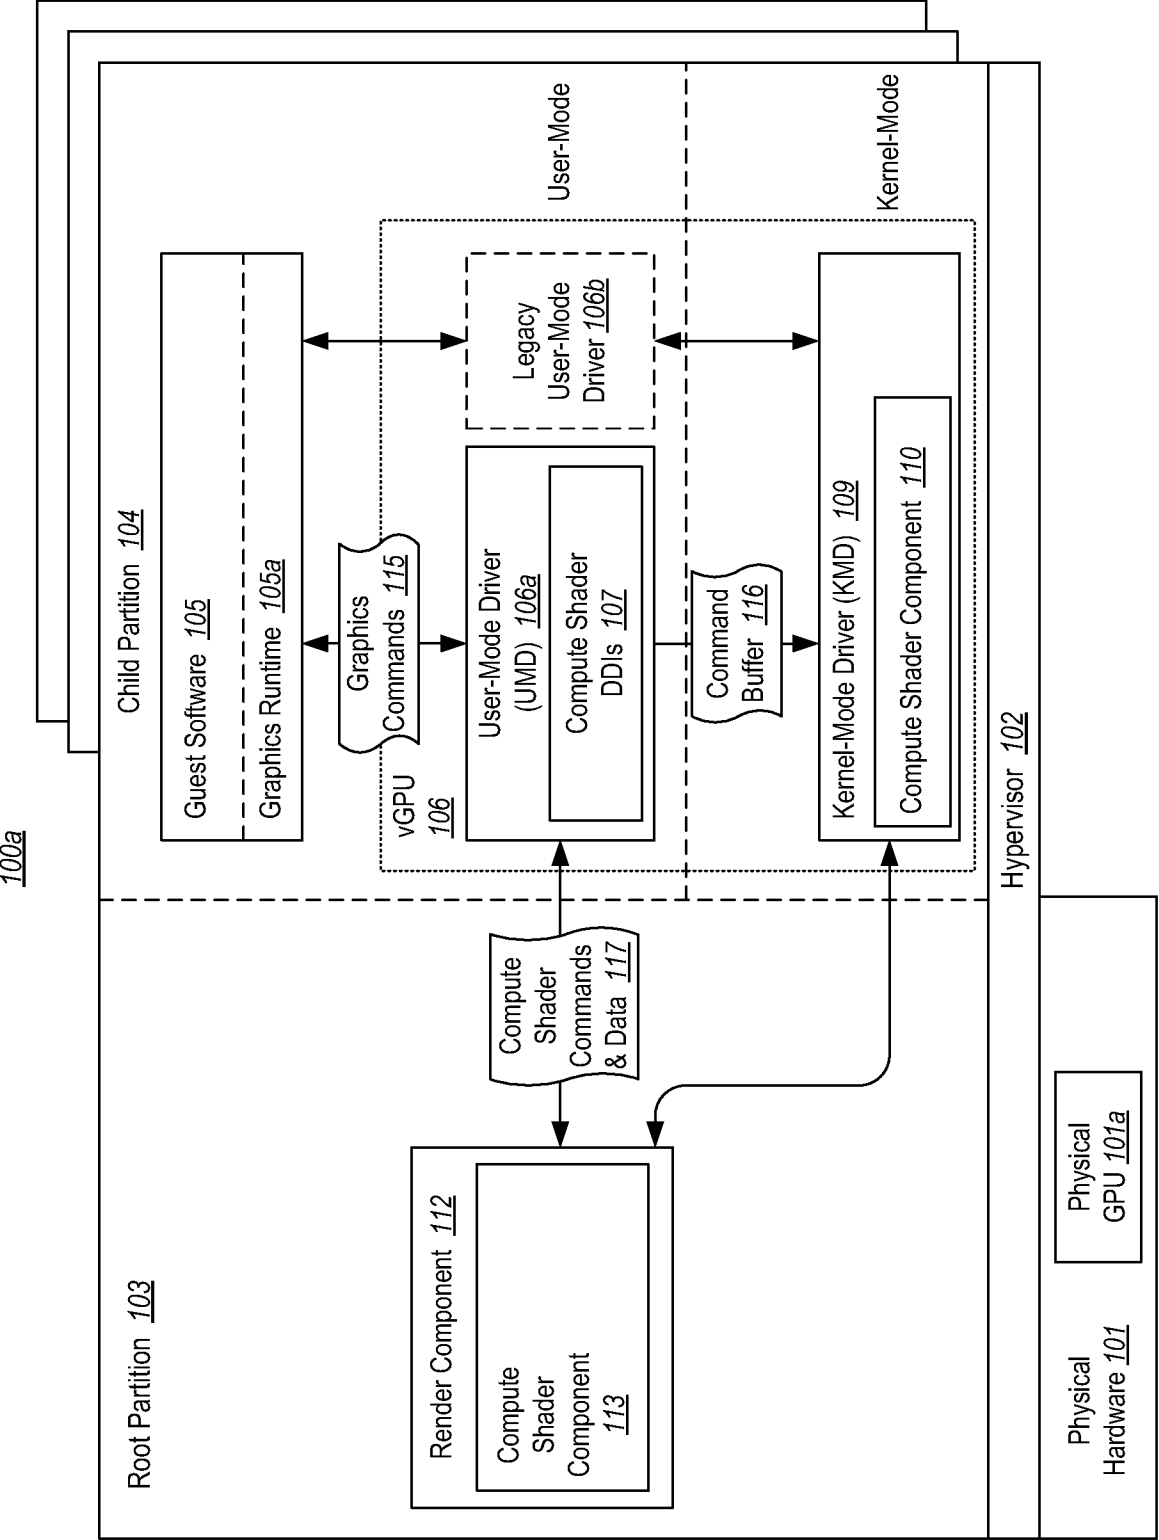 100a
Root Partition 103
Render Component 112
Compute
Shader
Component
113
Compute
Shader
Commands
& Data 117
Child Partition 104
Guest Software 105
Graphics Runtime 105a
Graphics
Commands 115
vGPU
106
User-Mode Driver
(UMD) 106a
Compute Shader
DDIs 107
Legacy
User-Mode
Driver 106b
User-Mode
Command
Buffer 116
Kernel-Mode
Kernel-Mode Driver (KMD) 109
Compute Shader Component 110
Hypervisor 102
Physical
Hardware 101
Physical
GPU 101a